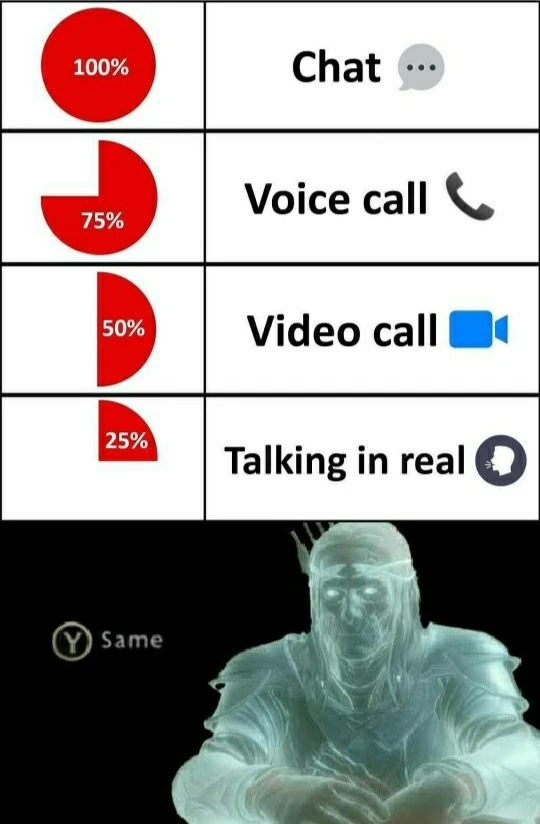 100%
Chat
75%
Voice call
50%
Video call
25%
Talking in real
Y Same